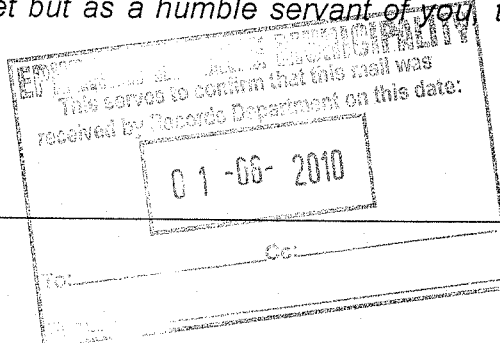 et but as a humble servant of you,
MUNICIPALITY
This serves to confirm that this mail was
received by Records Department on this date:
01-06-2010
Cc:
To: